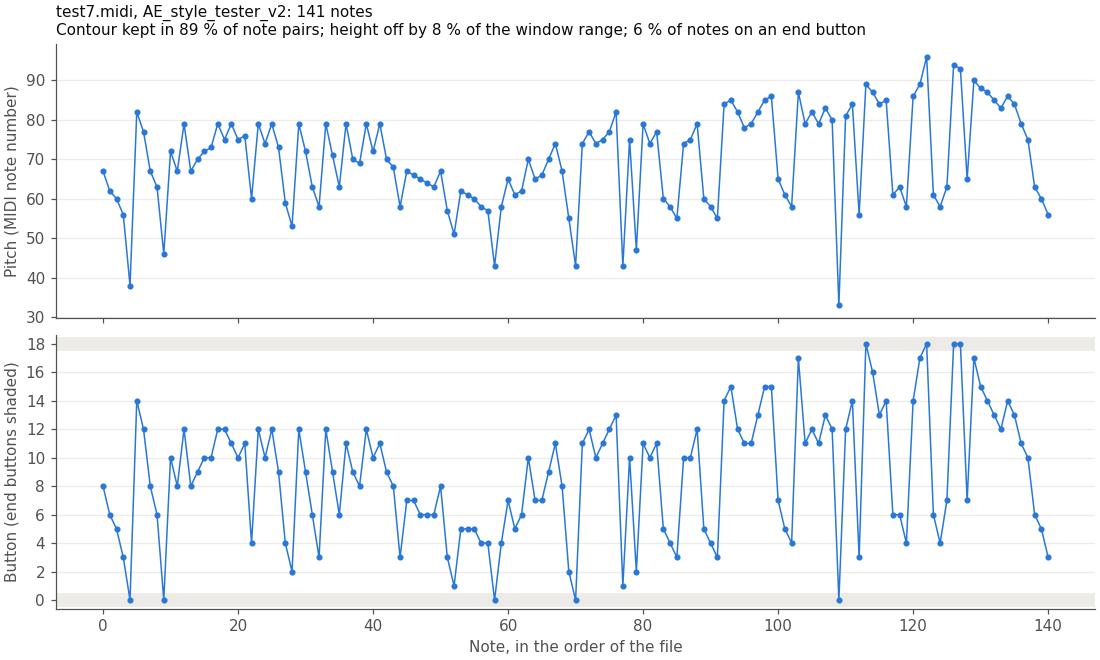 test7.midi, AE_style_tester_v2: 141 notes
Contour kept in 89 % of note pairs; height off by 8 % of the window range; 6 % of notes on an end button
Pitch (MIDI note number)
90
80
70
60
50
40
30
Button (end buttons shaded)
18
16
14
12
10
8
6
4
2
0
0 20 40 60 80 100 120 140
Note, in the order of the file